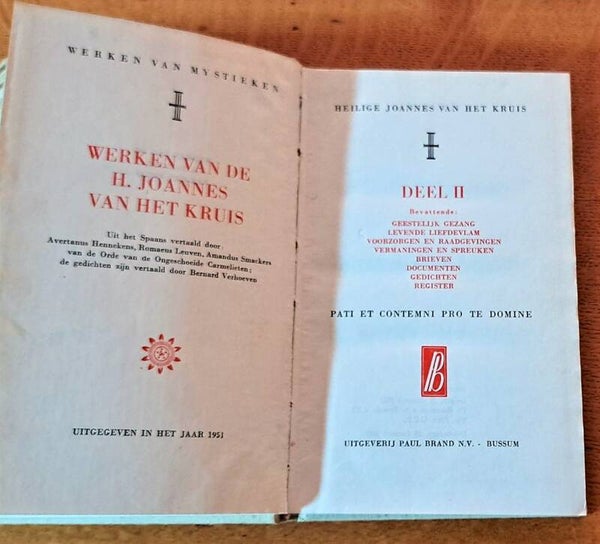 WERKEN VAN MYSTIEKEN
WERKEN VAN DE
H. JOANNES
VAN HET KRUIS
Uit het Spaans vertaald door:
Avertanus Hennekens, Romaeus Leuven, Amandus Smackers
van de Orde van de Ongeschoeide Carmelieten;
de gedichten zijn vertaald door Bernard Verhoeven
UITGEGEVEN IN HET JAAR 1951
HEILIGE JOANNES VAN HET KRUIS
DEEL II
Bevattende:
GEESTELIJK GEZANG
LEVENDE LIEFDEVLAM
VOORZORGEN EN RAADGEVINGEN
VERMANINGEN EN SPREUKEN
BRIEVEN
DOCUMENTEN
GEDICHTEN
REGISTER
PATI ET CONTEMNI PRO TE DOMINE
PB
UITGEVERIJ PAUL BRAND N.V. - BUSSUM